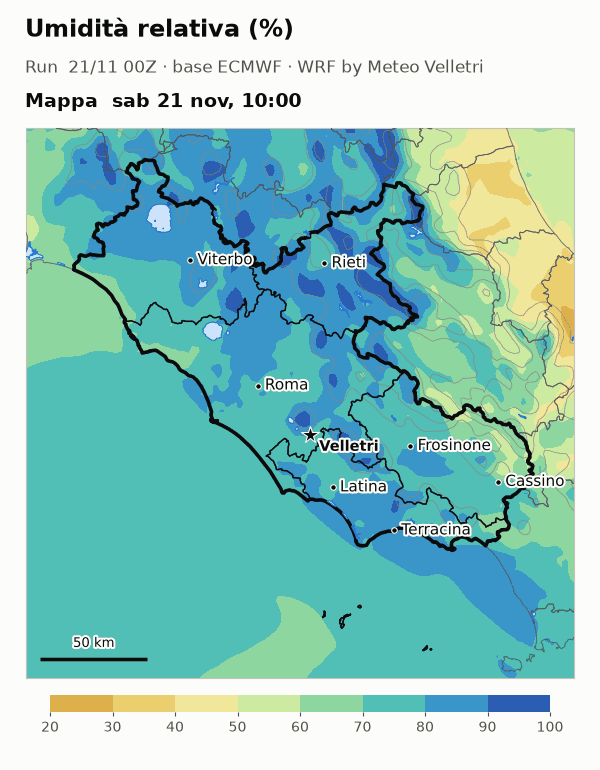 Umidità relativa (%)
Run 21/11 00Z · base ECMWF · WRF by Meteo Velletri
Mappa sab 21 nov, 10:00
Viterbo
Rieti
Roma
Velletri
Frosinone
Cassino
Latina
Terracina
50 km
20 30 40 50 60 70 80 90 100